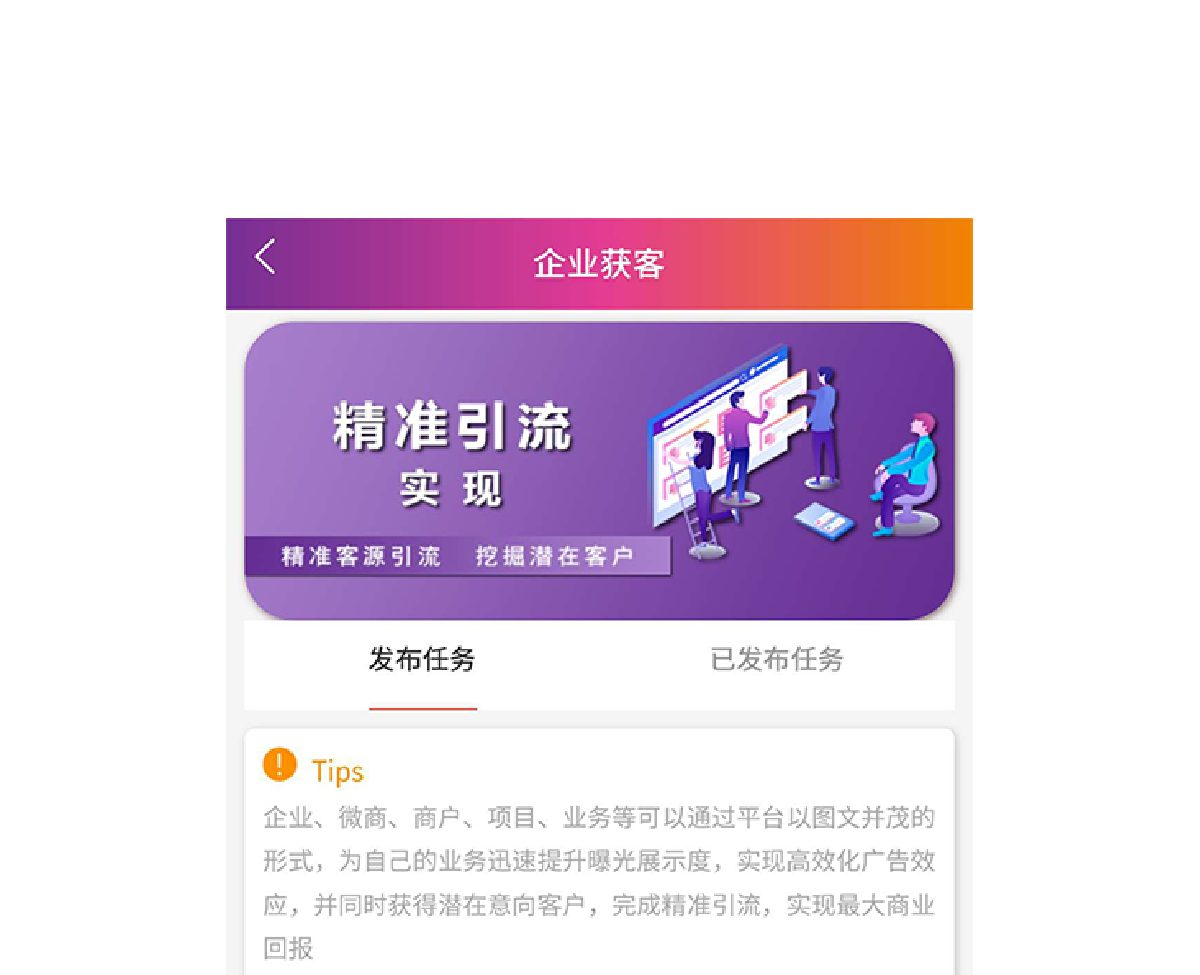 企业获客
精准引流
实现
精准客源引流 挖掘潜在客户
发布任务 已发布任务
Tips
企业、微商、商户、项目、业务等可以通过平台以图文并茂的
形式，为自己的业务迅速提升曝光展示度，实现高效化广告效
应，并同时获得潜在意向客户，完成精准引流，实现最大商业
回报